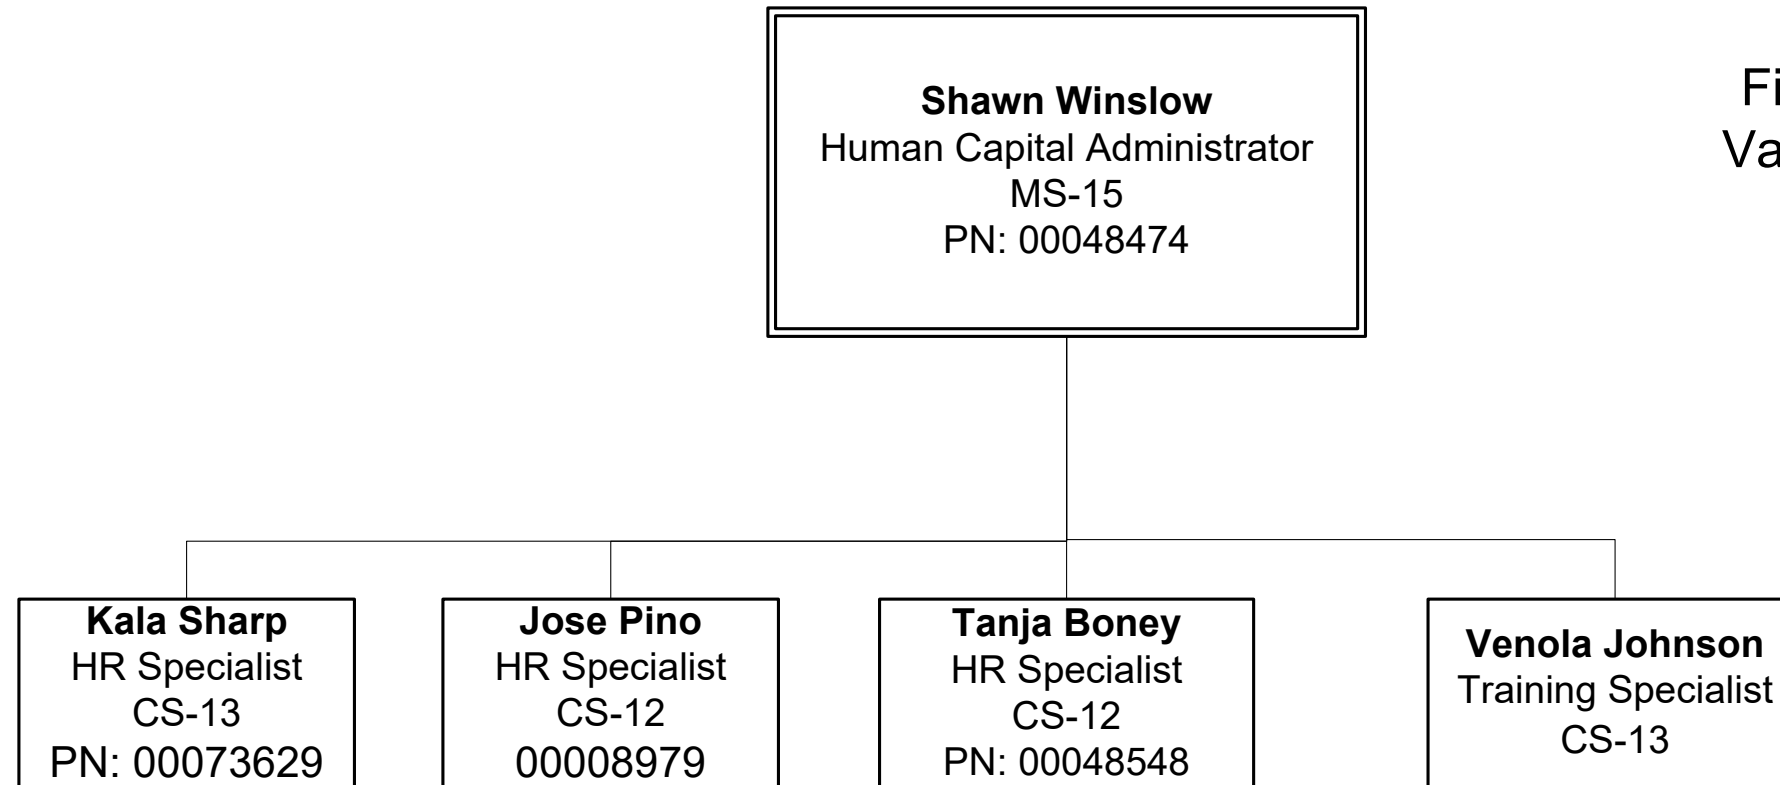 Shawn Winslow
Human Capital Administrator
MS-15
PN: 00048474
Kala Sharp
HR Specialist
CS-13
PN: 00073629
Jose Pino
HR Specialist
CS-12
00008979
Tanja Boney
HR Specialist
CS-12
PN: 00048548
Venola Johnson
Training Specialist
CS-13